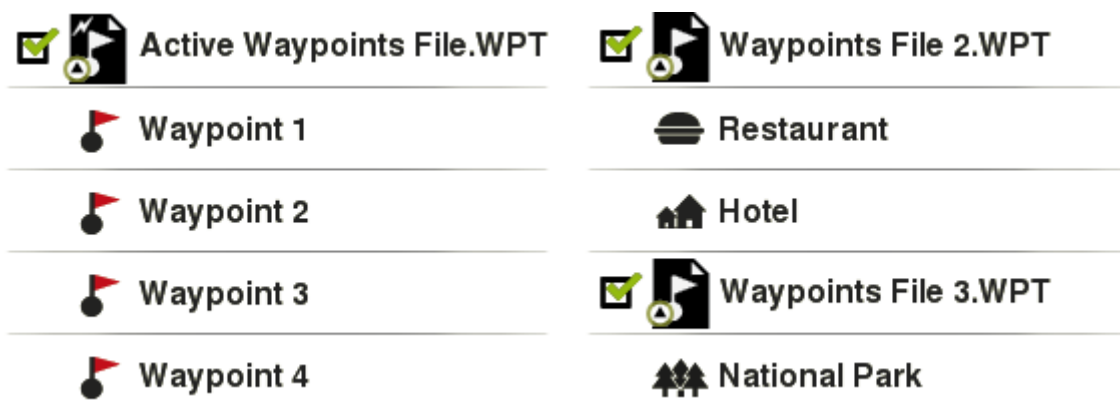 Active Waypoints File.WPT
Waypoint 1
Waypoint 2
Waypoint 3
Waypoint 4
Waypoints File 2.WPT
Restaurant
Hotel
Waypoints File 3.WPT
National Park